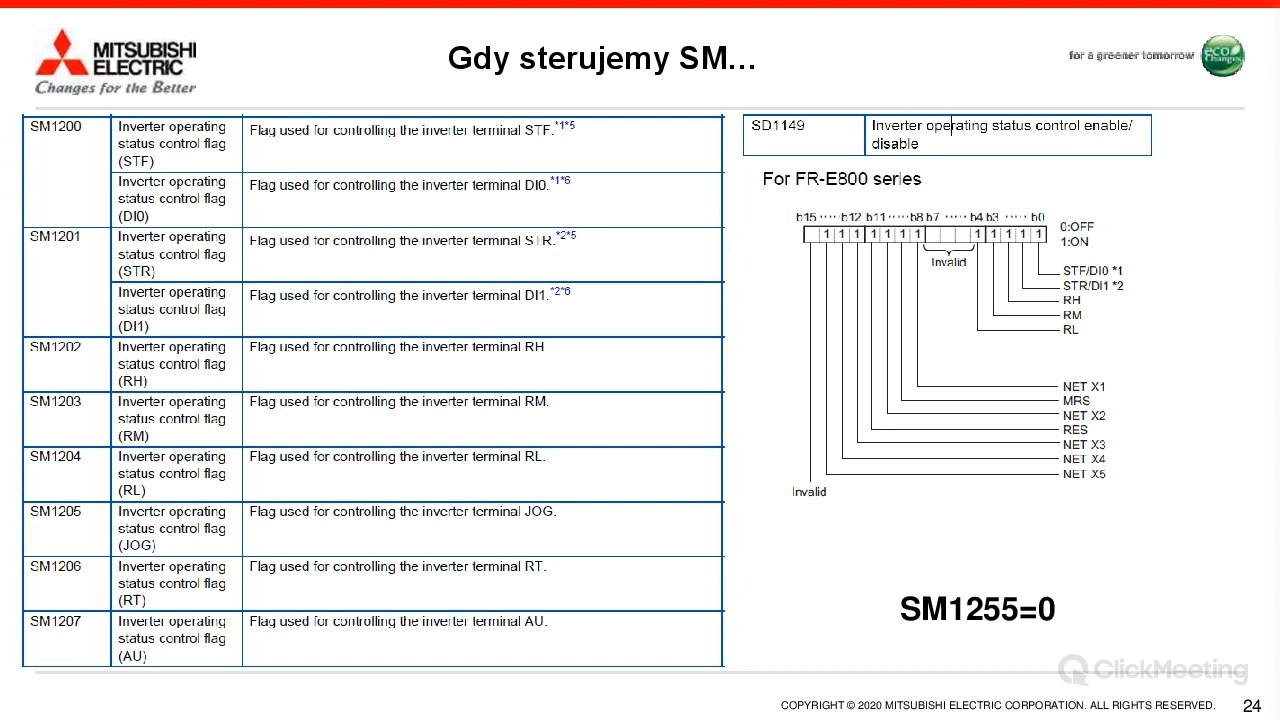 MITSUBISHI
ELECTRIC
Changes for the Better
Gdy sterujemy SM...
for a greener tomorrow
eco
Changes
SM1200
Inverter operating
status control flag
(STF)
Flag used for controlling the inverter terminal STF.*1*5
Inverter operating
status control flag
(DI0)
Flag used for controlling the inverter terminal DI0.*1*6
SM1201
Inverter operating
status control flag
(STR)
Flag used for controlling the inverter terminal STR.*2*5
Inverter operating
status control flag
(DI1)
Flag used for controlling the inverter terminal DI1.*2*6
SM1202
Inverter operating
status control flag
(RH)
Flag used for controlling the inverter terminal RH
SM1203
Inverter operating
status control flag
(RM)
Flag used for controlling the inverter terminal RM.
SM1204
Inverter operating
status control flag
(RL)
Flag used for controlling the inverter terminal RL.
SM1205
Inverter operating
status control flag
(JOG)
Flag used for controlling the inverter terminal JOG.
SM1206
Inverter operating
status control flag
(RT)
Flag used for controlling the inverter terminal RT.
SM1207
Inverter operating
status control flag
(AU)
Flag used for controlling the inverter terminal AU.
SD1149
Inverter operating status control enable/
disable
For FR-E800 series
b15 ····· b12 b11 ····· b8 b7 ····· b4 b3 ····· b0
1 1 1 1 1 1 1 1 1 1 1 1
0:OFF
1:ON
Invalid
STF/DI0 *1
STR/DI1 *2
RH
RM
RL
NET X1
MRS
NET X2
RES
NET X3
NET X4
NET X5
Invalid
SM1255=0
ClickMeeting
COPYRIGHT © 2020 MITSUBISHI ELECTRIC CORPORATION. ALL RIGHTS RESERVED.
24